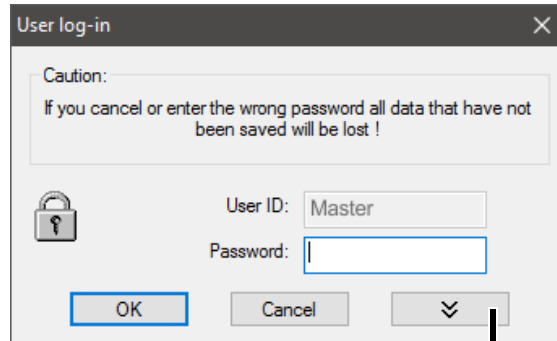 User log-in
Caution:
If you cancel or enter the wrong password all data that have not
been saved will be lost !
User ID: Master
Password:
OK Cancel